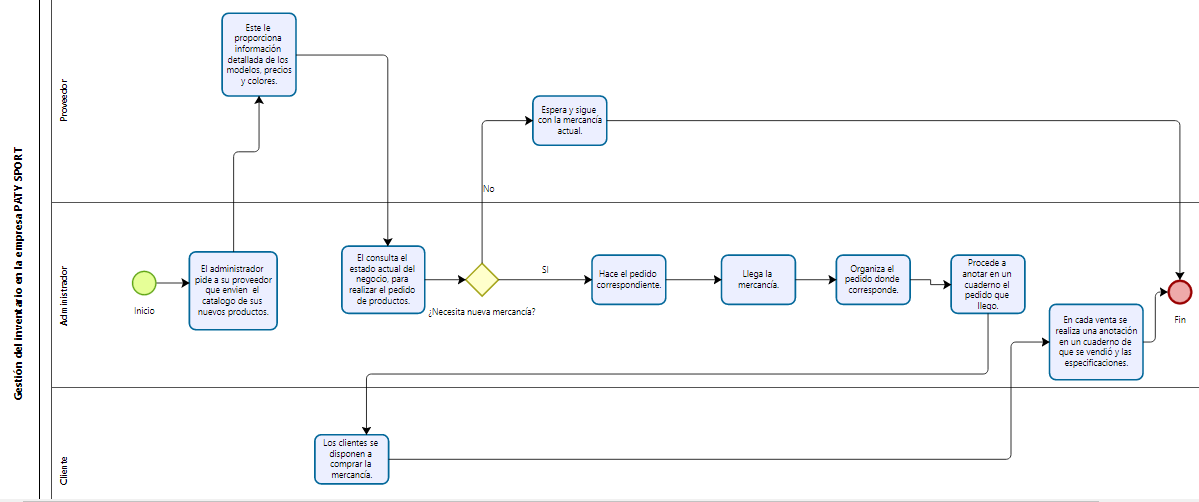 Gestión del inventario en la empresa PATY SPORT
Proveedor
Este le
proporciona
información
detallada de los
modelos, precios
y colores.
Espera y sigue
con la mercancía
actual.
No
Administrador
Inicio
El administrador
pide a su proveedor
que envíen el
catalogo de sus
nuevos productos.
El consulta el
estado actual del
negocio, para
realizar el pedido
de productos.
¿Necesita nueva mercancía?
SI
Hace el pedido
correspondiente.
Llega la
mercancía.
Organiza el
pedido donde
corresponde.
Procede a
anotar en un
cuaderno el
pedido que
llego.
En cada venta se
realiza una anotación
en un cuaderno de
que se vendió y las
especificaciones.
Fin
Cliente
Los clientes se
disponen a
comprar la
mercancía.